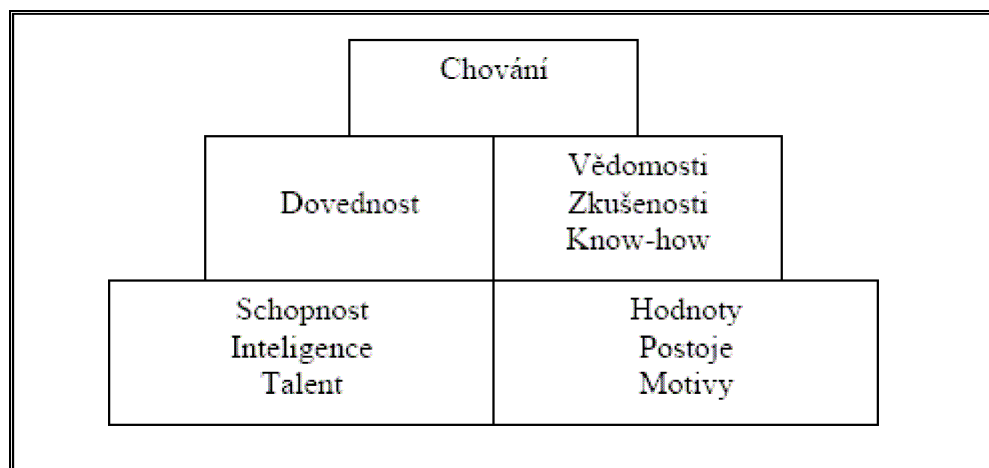 Chování
Dovednost
Vědomosti
Zkušenosti
Know-how
Schopnost
Inteligence
Talent
Hodnoty
Postoje
Motivy